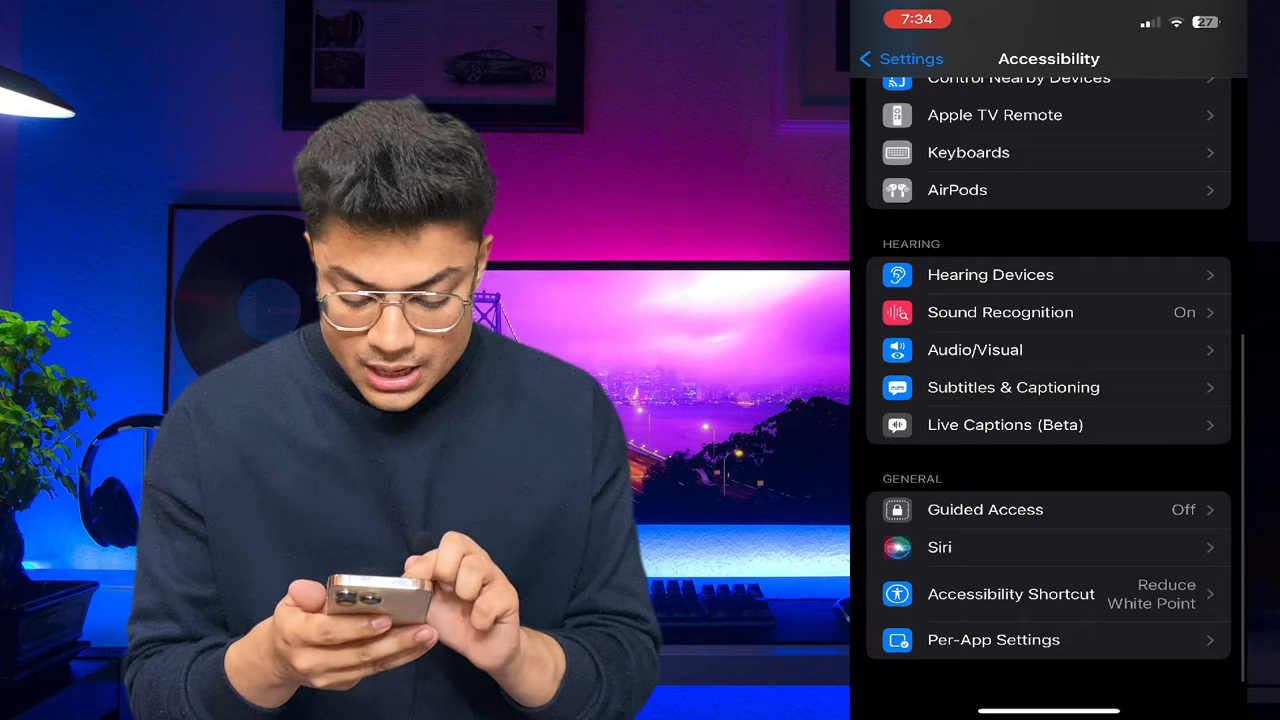 7:34
27
Settings
Accessibility
Control Nearby Devices
Apple TV Remote
Keyboards
AirPods
HEARING
Hearing Devices
Sound Recognition On
Audio/Visual
Subtitles & Captioning
Live Captions (Beta)
GENERAL
Guided Access Off
Siri
Accessibility Shortcut Reduce
White Point
Per-App Settings